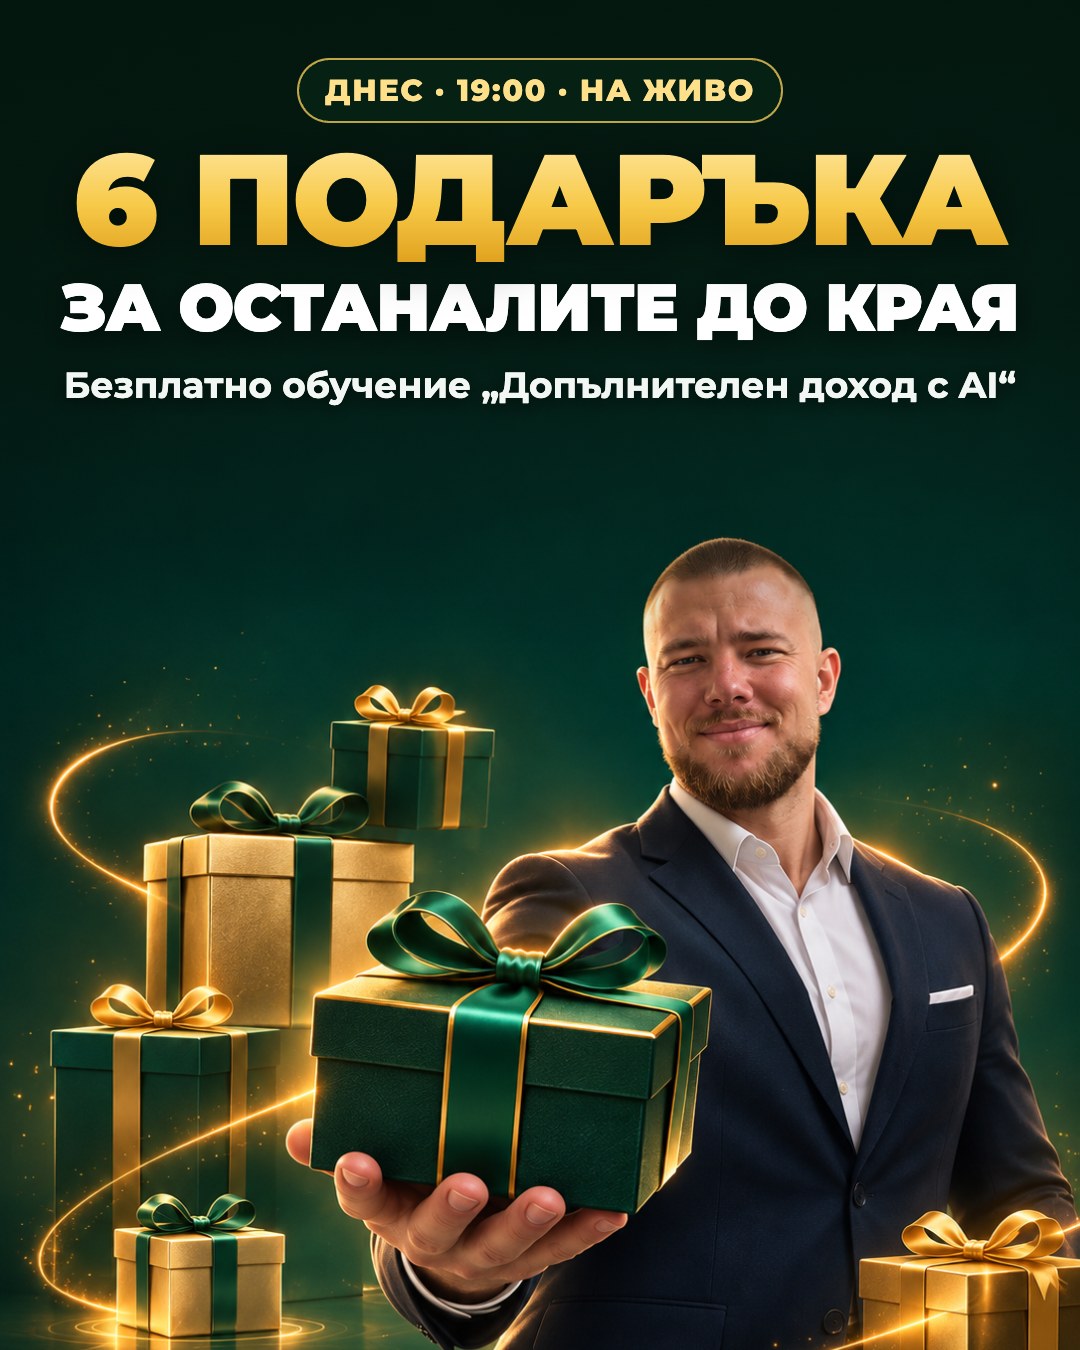 ДНЕС · 19:00 · НА ЖИВО
6 ПОДАРЪКА
ЗА ОСТАНАЛИТЕ ДО КРАЯ
Безплатно обучение „Допълнителен доход с AI“